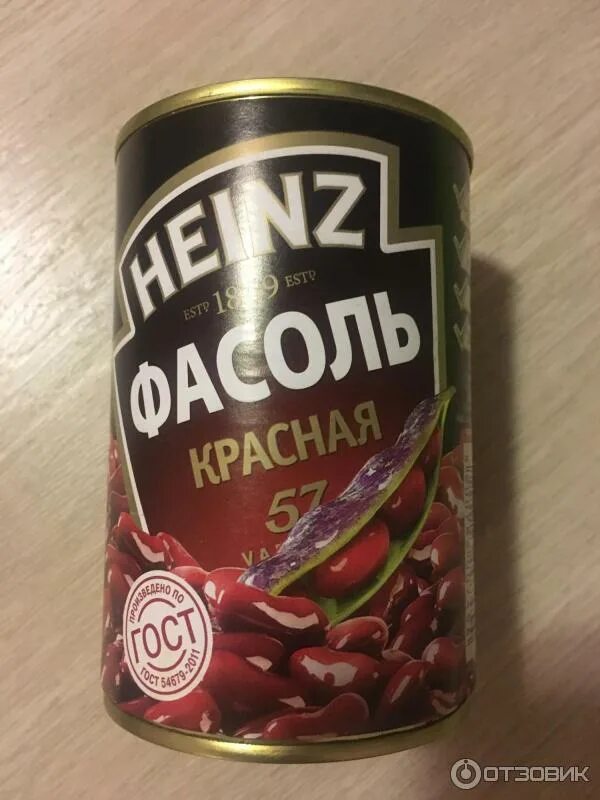 HEINZ
ESTD 1869 ESTD
ФАСОЛЬ
КРАСНАЯ
57
ПРОИЗВЕДЕНО ПО
ГОСТ
ГОСТ 54679-2011
ОТЗОВИК